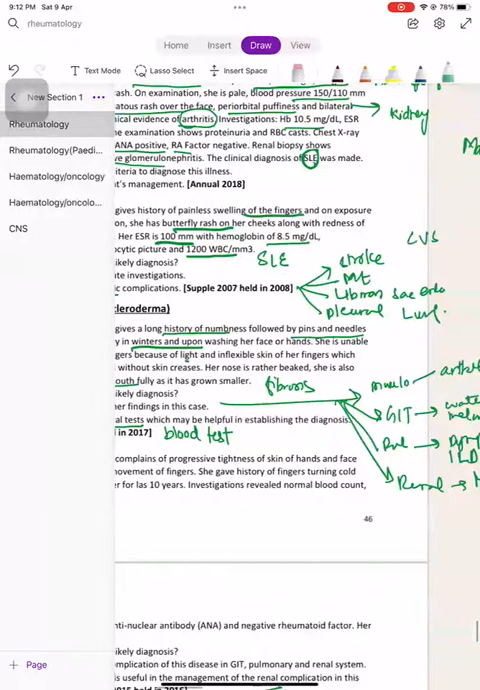 9:12 PM Sat 9 Apr
78%
rheumatology
Home Insert Draw View
Text Mode Lasso Select Insert Space
New Section 1
Rheumatology
Rheumatology(Paedi...
Haematology/oncology
Haematology/oncolo...
CNS
Page
ash. On examination, she is pale, blood pressure 150/110 mm
atous rash over the face, periorbital puffiness and bilateral
nical evidence of arthritis Investigations: Hb 10.5 mg/dL, ESR
e examination shows proteinuria and RBC casts. Chest X-ray
ANA positive, RA Factor negative. Renal biopsy shows
ve glomerulonephritis. The clinical diagnosis of SLE was made.
iteria to diagnose this illness.
t's management. [Annual 2018]
Kidney
gives history of painless swelling of the fingers and on exposure
on, she has butterfly rash on her cheeks along with redness of
. Her ESR is 100 mm with hemoglobin of 8.5 mg/dL,
ocytic picture and 1200 WBC/mm3.
ikely diagnosis?
ate investigations.
ic complications. [Supple 2007 held in 2008]
SLE
CVS
stroke
MI
Libman sac
pleural
cleroderma)
gives a long history of numbness followed by pins and needles
y in winters and upon washing her face or hands. She is unable
gers because of light and inflexible skin of her fingers which
without skin creases. Her nose is rather beaked, she is also
outh fully as it has grown smaller.
ikely diagnosis?
her findings in this case.
al tests which may be helpful in establishing the diagnosis.
in 2017]
blood test
fibrosis
GIT
Pul
ILD
Renal
complains of progressive tightness of skin of hands and face
ovement of fingers. She gave history of fingers turning cold
er for las 10 years. Investigations revealed normal blood count,
46
nti-nuclear antibody (ANA) and negative rheumatoid factor. Her
ikely diagnosis?
omplication of this disease in GIT, pulmonary and renal system.
is useful in the management of the renal complication in this